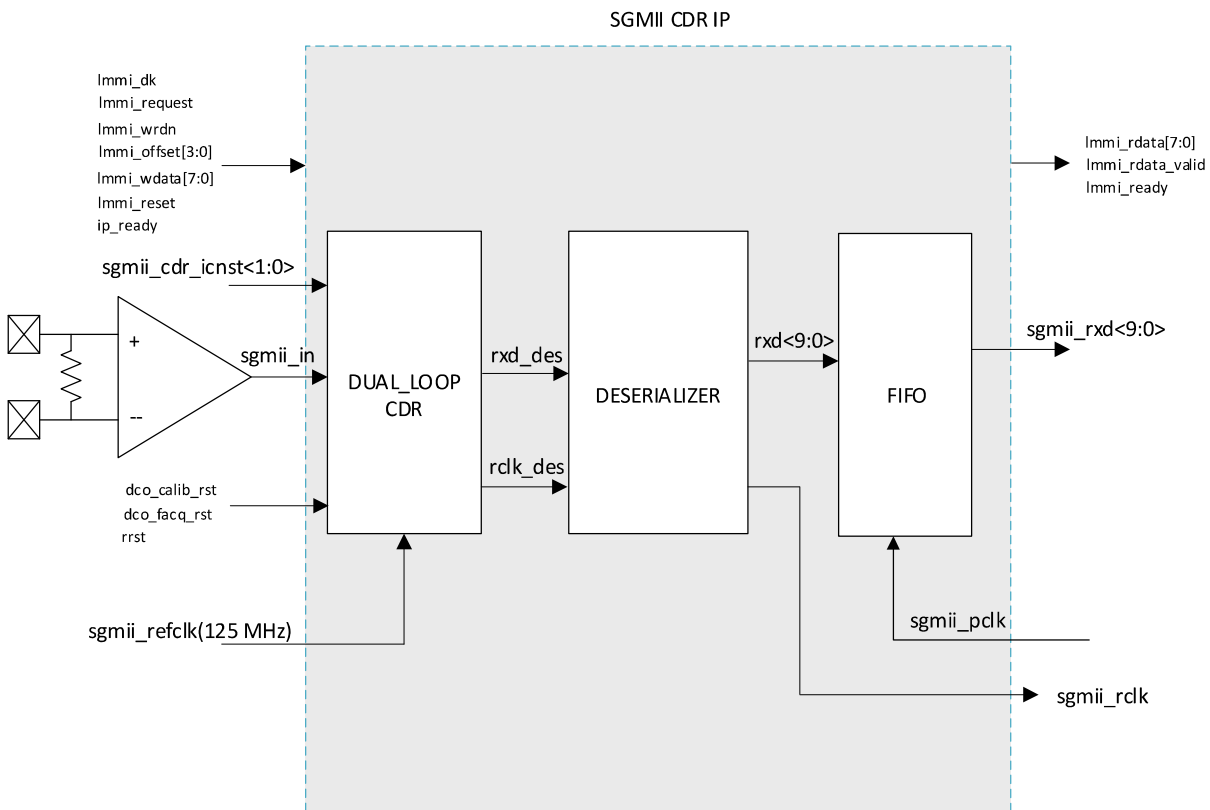 SGMII CDR IP
lmmi_clk
lmmi_request
lmmi_wrdn
lmmi_offset[3:0]
lmmi_wdata[7:0]
lmmi_reset
ip_ready
lmmi_rdata[7:0]
lmmi_rdata_valid
lmmi_ready
sgmii_cdr_icnst<1:0>
+
--
sgmii_in
DUAL_LOOP
CDR
rxd_des
rclk_des
DESERIALIZER
rxd<9:0>
FIFO
sgmii_rxd<9:0>
dco_calib_rst
dco_facq_rst
rrst
sgmii_refclk(125 MHz)
sgmii_pclk
sgmii_rclk